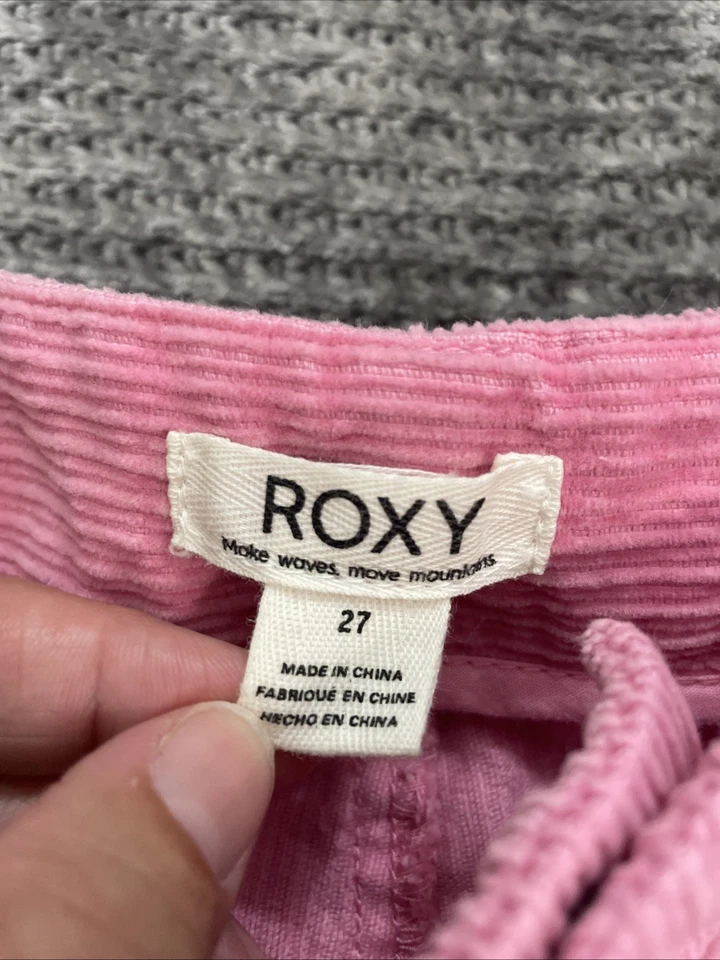 ROXY
Make waves, move mountains.
27
MADE IN CHINA
FABRIQUÉ EN CHINE
HECHO EN CHINA